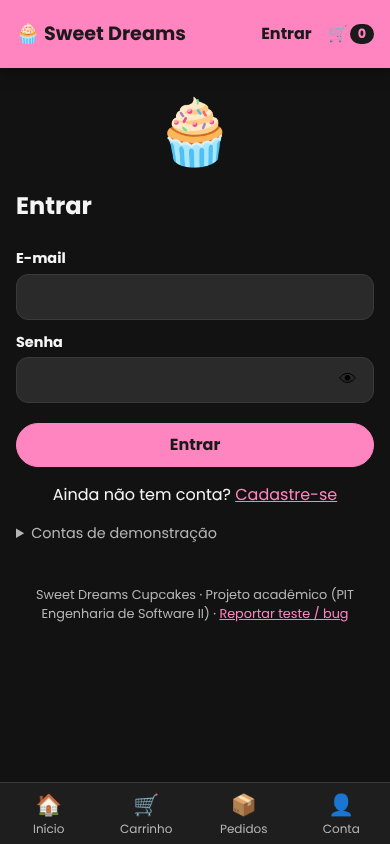 Sweet Dreams
Entrar
0
Entrar
E-mail
Senha
Entrar
Ainda não tem conta? Cadastre-se
Contas de demonstração
Sweet Dreams Cupcakes · Projeto acadêmico (PIT
Engenharia de Software II) · Reportar teste / bug
Início
Carrinho
Pedidos
Conta